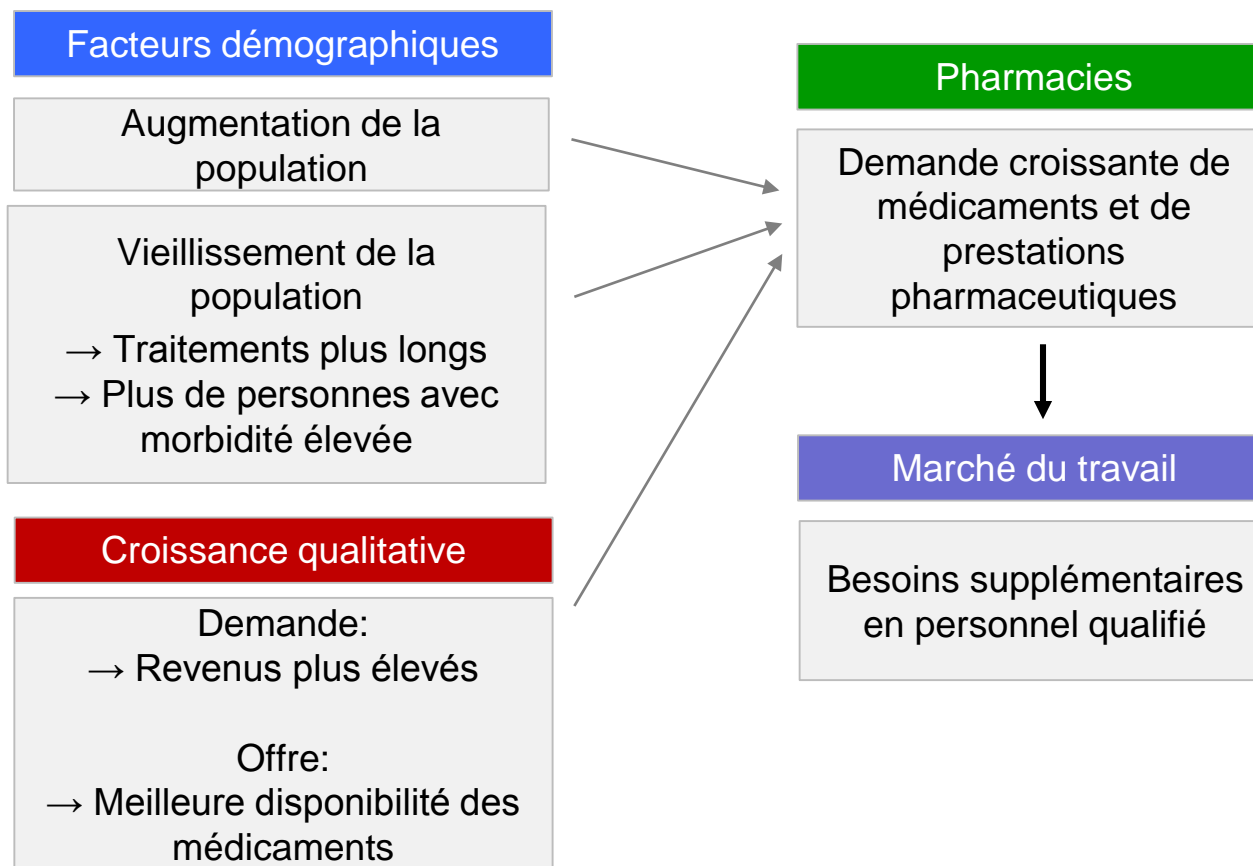 Facteurs démographiques
Augmentation de la
population
Vieillissement de la
population
→ Traitements plus longs
→ Plus de personnes avec
morbidité élevée
Croissance qualitative
Demande:
→ Revenus plus élevés
Offre:
→ Meilleure disponibilité des
médicaments
Pharmacies
Demande croissante de
médicaments et de
prestations
pharmaceutiques
Marché du travail
Besoins supplémentaires
en personnel qualifié